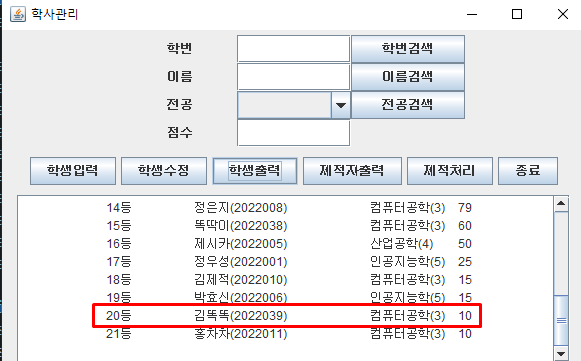 학사관리
학번 학번검색
이름 이름검색
전공 전공검색
점수
학생입력 학생수정 학생출력 제적자출력 제적처리 종료
14등 정은지(2022008) 컴퓨터공학(3) 79
15등 똑딱이(2022038) 컴퓨터공학(3) 60
16등 제시카(2022005) 산업공학(4) 50
17등 정우성(2022001) 인공지능학(5) 25
18등 김제적(2022010) 컴퓨터공학(3) 15
19등 박효신(2022006) 인공지능학(5) 15
20등 김똑똑(2022039) 컴퓨터공학(3) 10
21등 홍차차(2022011) 컴퓨터공학(3) 10